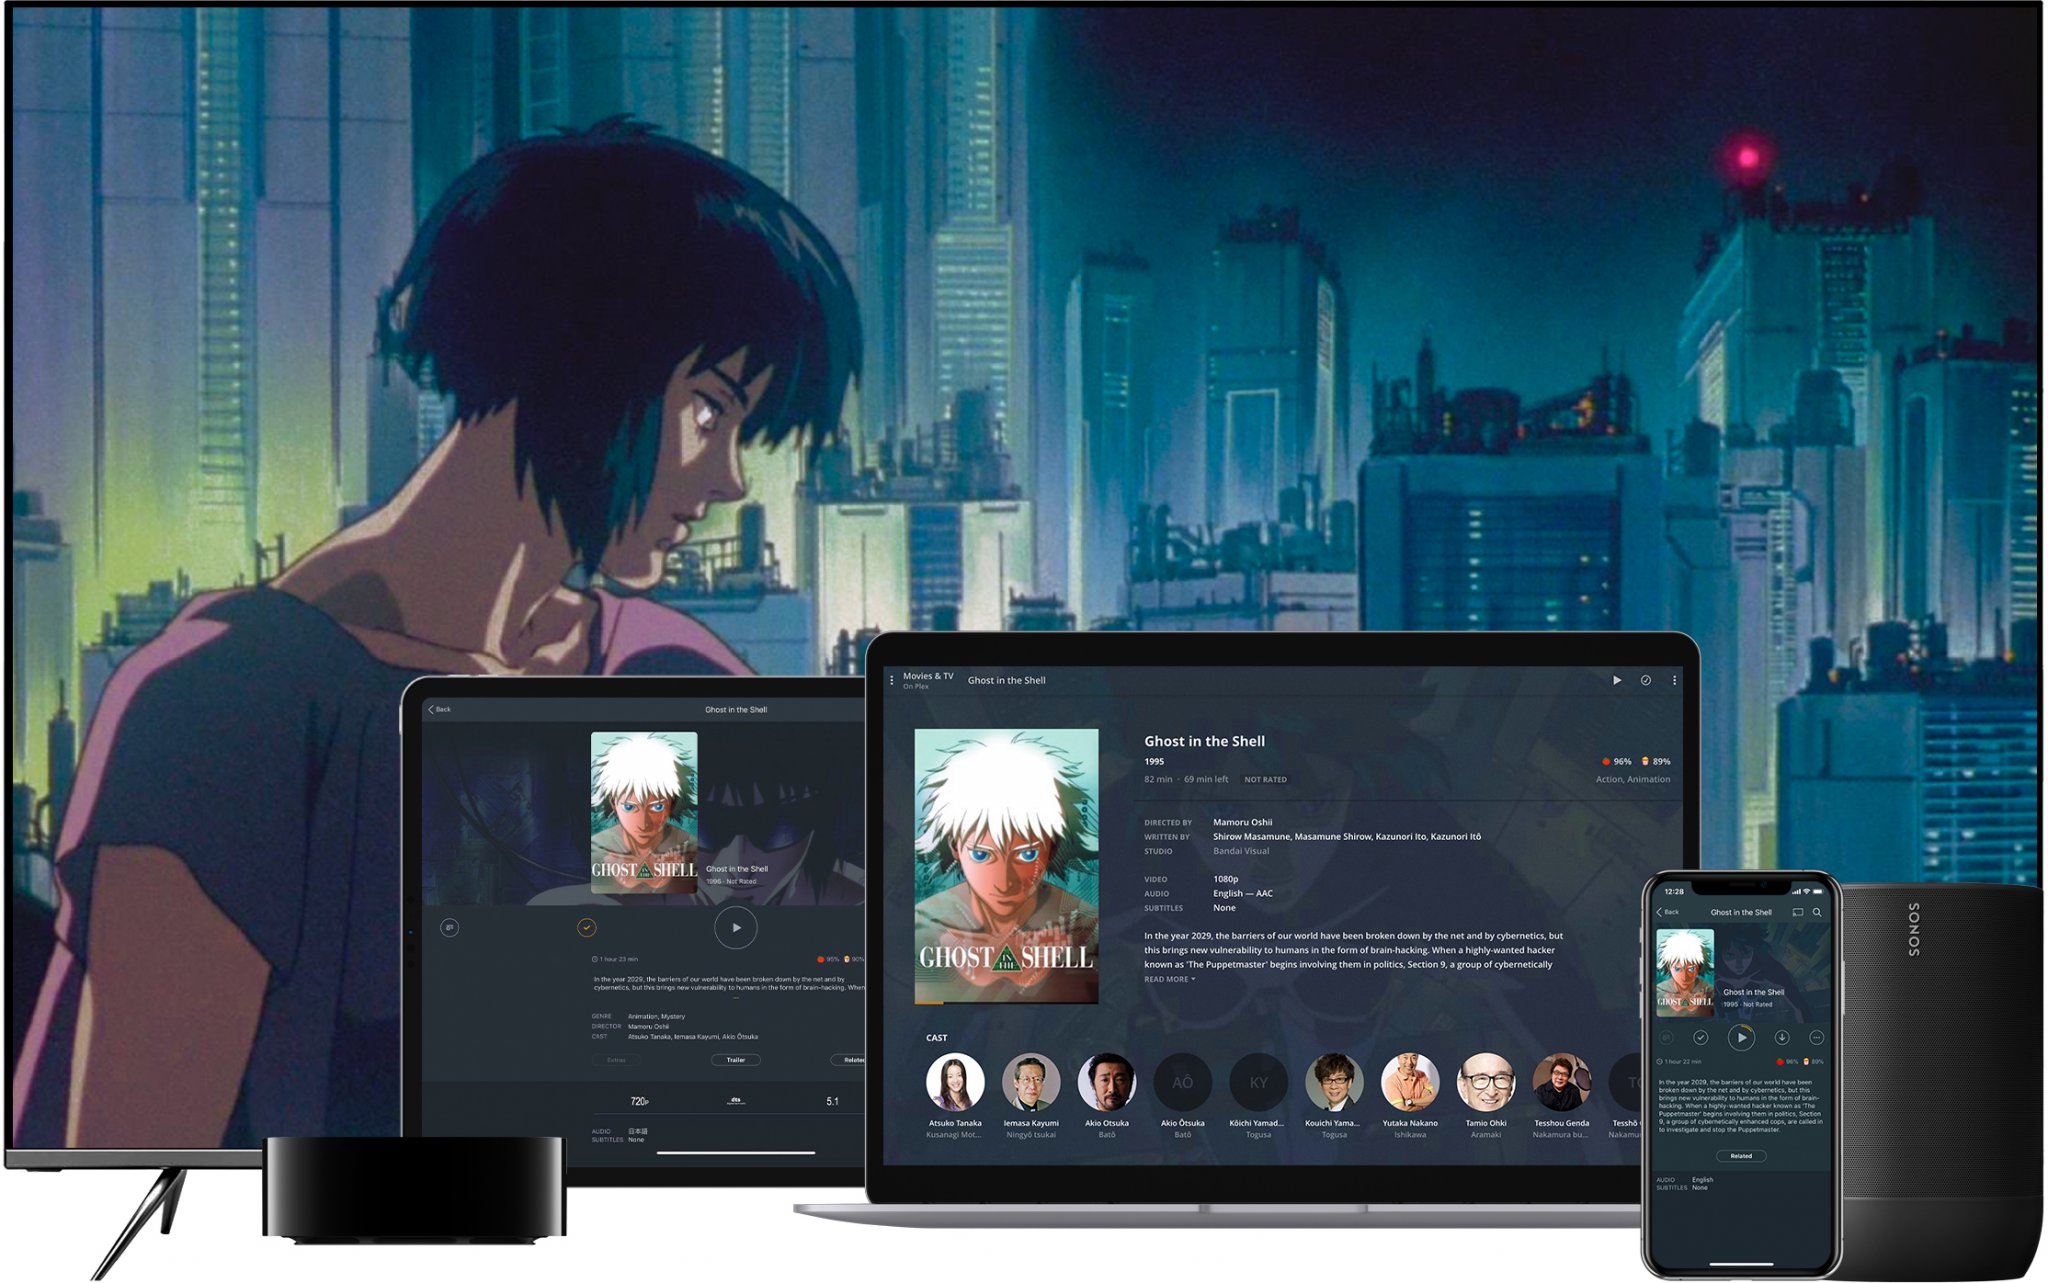 Back
Ghost in the Shell
GHOST IN THE SHELL
Ghost in the Shell
1996 · Not Rated
1 hour 23 min
95% 90%
In the year 2029, the barriers of our world have been broken down by the net and by
cybernetics, but this brings new vulnerability to humans in the form of brain-hacking. When
GENRE Animation, Mystery
DIRECTOR Mamoru Oshii
CAST Atsuko Tanaka, Iemasa Kayumi, Akio Ôtsuka
Extras Trailer Related
720p dts 5.1
AUDIO 日本語
SUBTITLES None
Movies & TV
On Plex
Ghost in the Shell
GHOST IN THE SHELL
Ghost in the Shell
1995
96% 89%
82 min · 69 min left NOT RATED
Action, Animation
DIRECTED BY Mamoru Oshii
WRITTEN BY Shirow Masamune, Masamune Shirow, Kazunori Ito, Kazunori Itô
STUDIO Bandai Visual
VIDEO 1080p
AUDIO English — AAC
SUBTITLES None
In the year 2029, the barriers of our world have been broken down by the net and by cybernetics, but
this brings new vulnerability to humans in the form of brain-hacking. When a highly-wanted hacker
known as 'The Puppetmaster' begins involving them in politics, Section 9, a group of cybernetically
READ MORE
CAST
AÔ KY
Atsuko Tanaka Iemasa Kayumi Akio Otsuka Akio Ôtsuka Kôichi Yamad... Kouichi Yama... Yutaka Nakano Tamio Ohki Tesshou Genda Tesshô
Kusanagi Mot... Ningyô tsukai Batô Batô Togusa Togusa Ishikawa Aramaki Nakamura bu... Nakamu
12:28
Back Ghost in the Shell
GHOST IN THE SHELL
Ghost in the Shell
1995 · Not Rated
1 hour 22 min
96% 89%
In the year 2029, the barriers of our world have been
broken down by the net and by cybernetics, but this
brings new vulnerability to humans in the form of brain-
hacking. When a highly-wanted hacker known as 'The
Puppetmaster' begins involving them in politics, Section
9, a group of cybernetically enhanced cops, are called in
to investigate and stop the Puppetmaster.
Related
AUDIO English
SUBTITLES None
SONOS